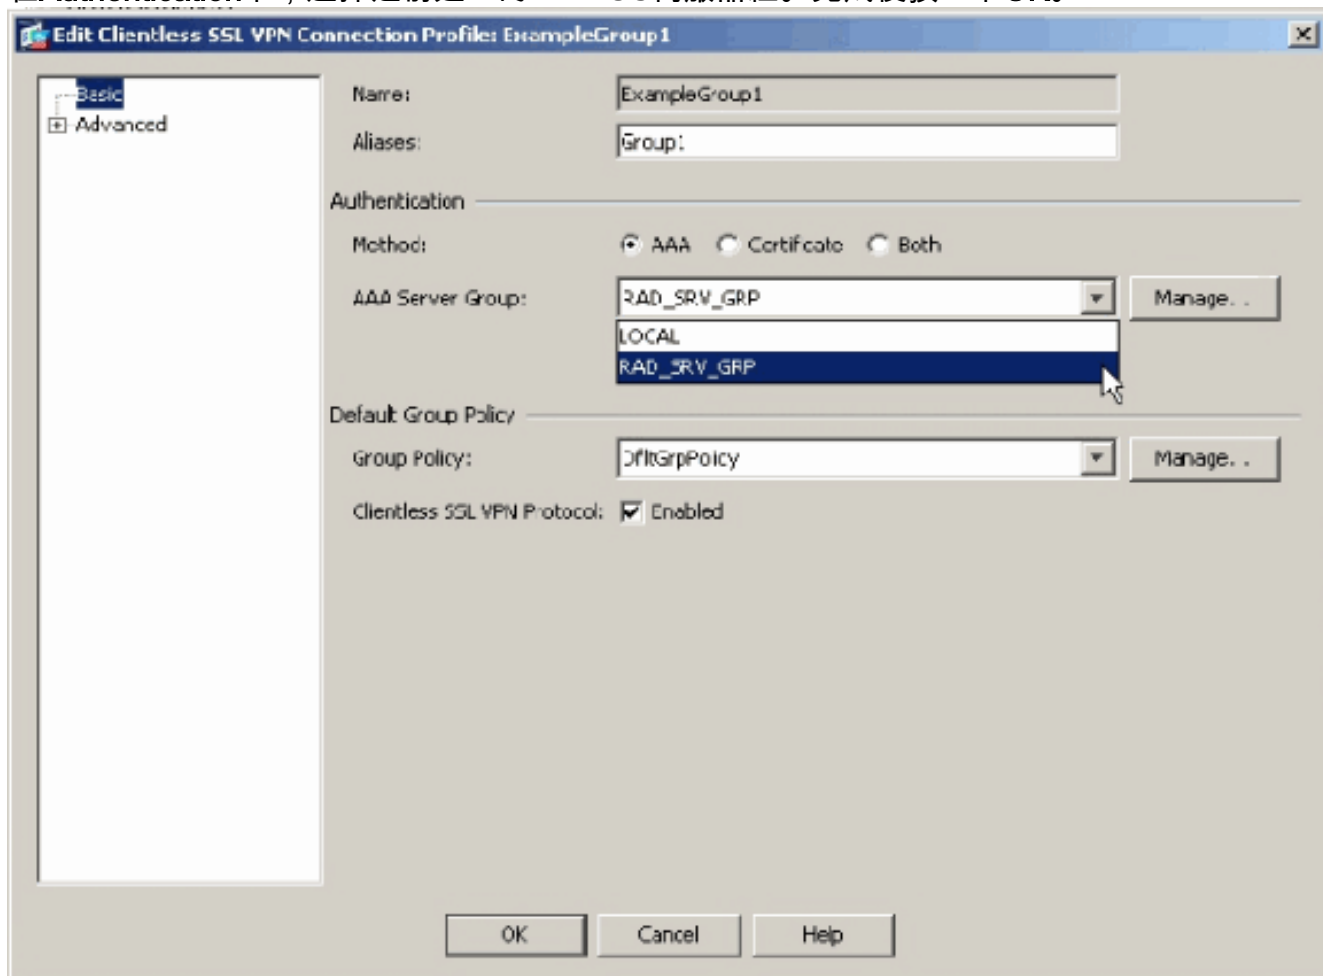 Edit Clientless SSL VPN Connection Profile: ExampleGroup1
Basic
Advanced
Name: ExampleGroup1
Aliases: Group1
Authentication
Method: AAA Certificate Both
AAA Server Group: RAD_SRV_GRP Manage..
LOCAL
RAD_SRV_GRP
Default Group Policy
Group Policy: DfltGrpPolicy Manage..
Clientless SSL VPN Protocol: Enabled
OK Cancel Help